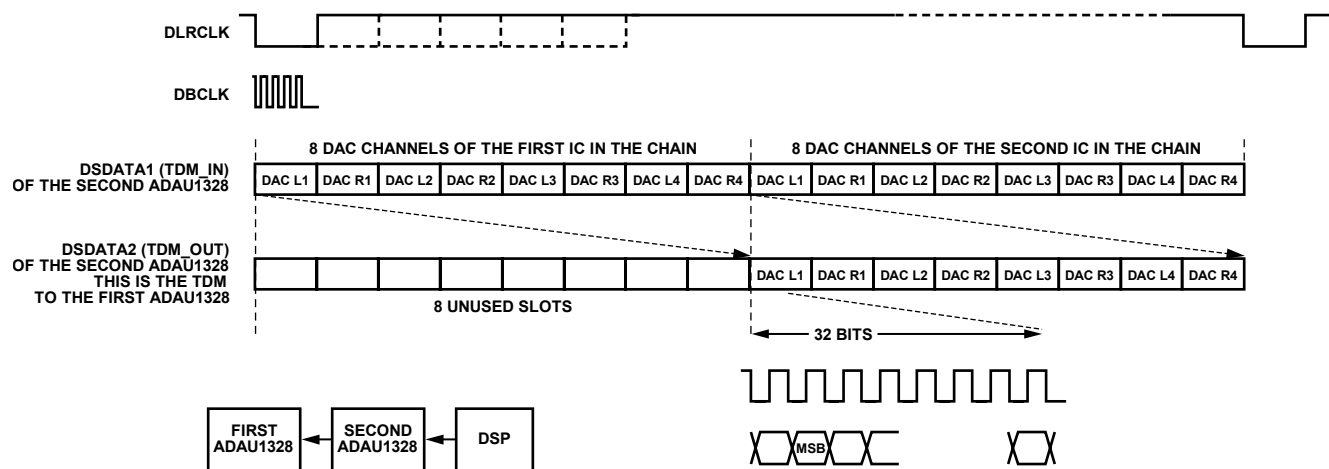 DLRCLK
DBCLK
8 DAC CHANNELS OF THE FIRST IC IN THE CHAIN
8 DAC CHANNELS OF THE SECOND IC IN THE CHAIN
DSDATA1 (TDM_IN)
OF THE SECOND ADAU1328
DAC L1 DAC R1 DAC L2 DAC R2 DAC L3 DAC R3 DAC L4 DAC R4 DAC L1 DAC R1 DAC L2 DAC R2 DAC L3 DAC R3 DAC L4 DAC R4
DSDATA2 (TDM_OUT)
OF THE SECOND ADAU1328
THIS IS THE TDM
TO THE FIRST ADAU1328
DAC L1 DAC R1 DAC L2 DAC R2 DAC L3 DAC R3 DAC L4 DAC R4
8 UNUSED SLOTS
32 BITS
FIRST
ADAU1328
SECOND
ADAU1328
DSP
MSB